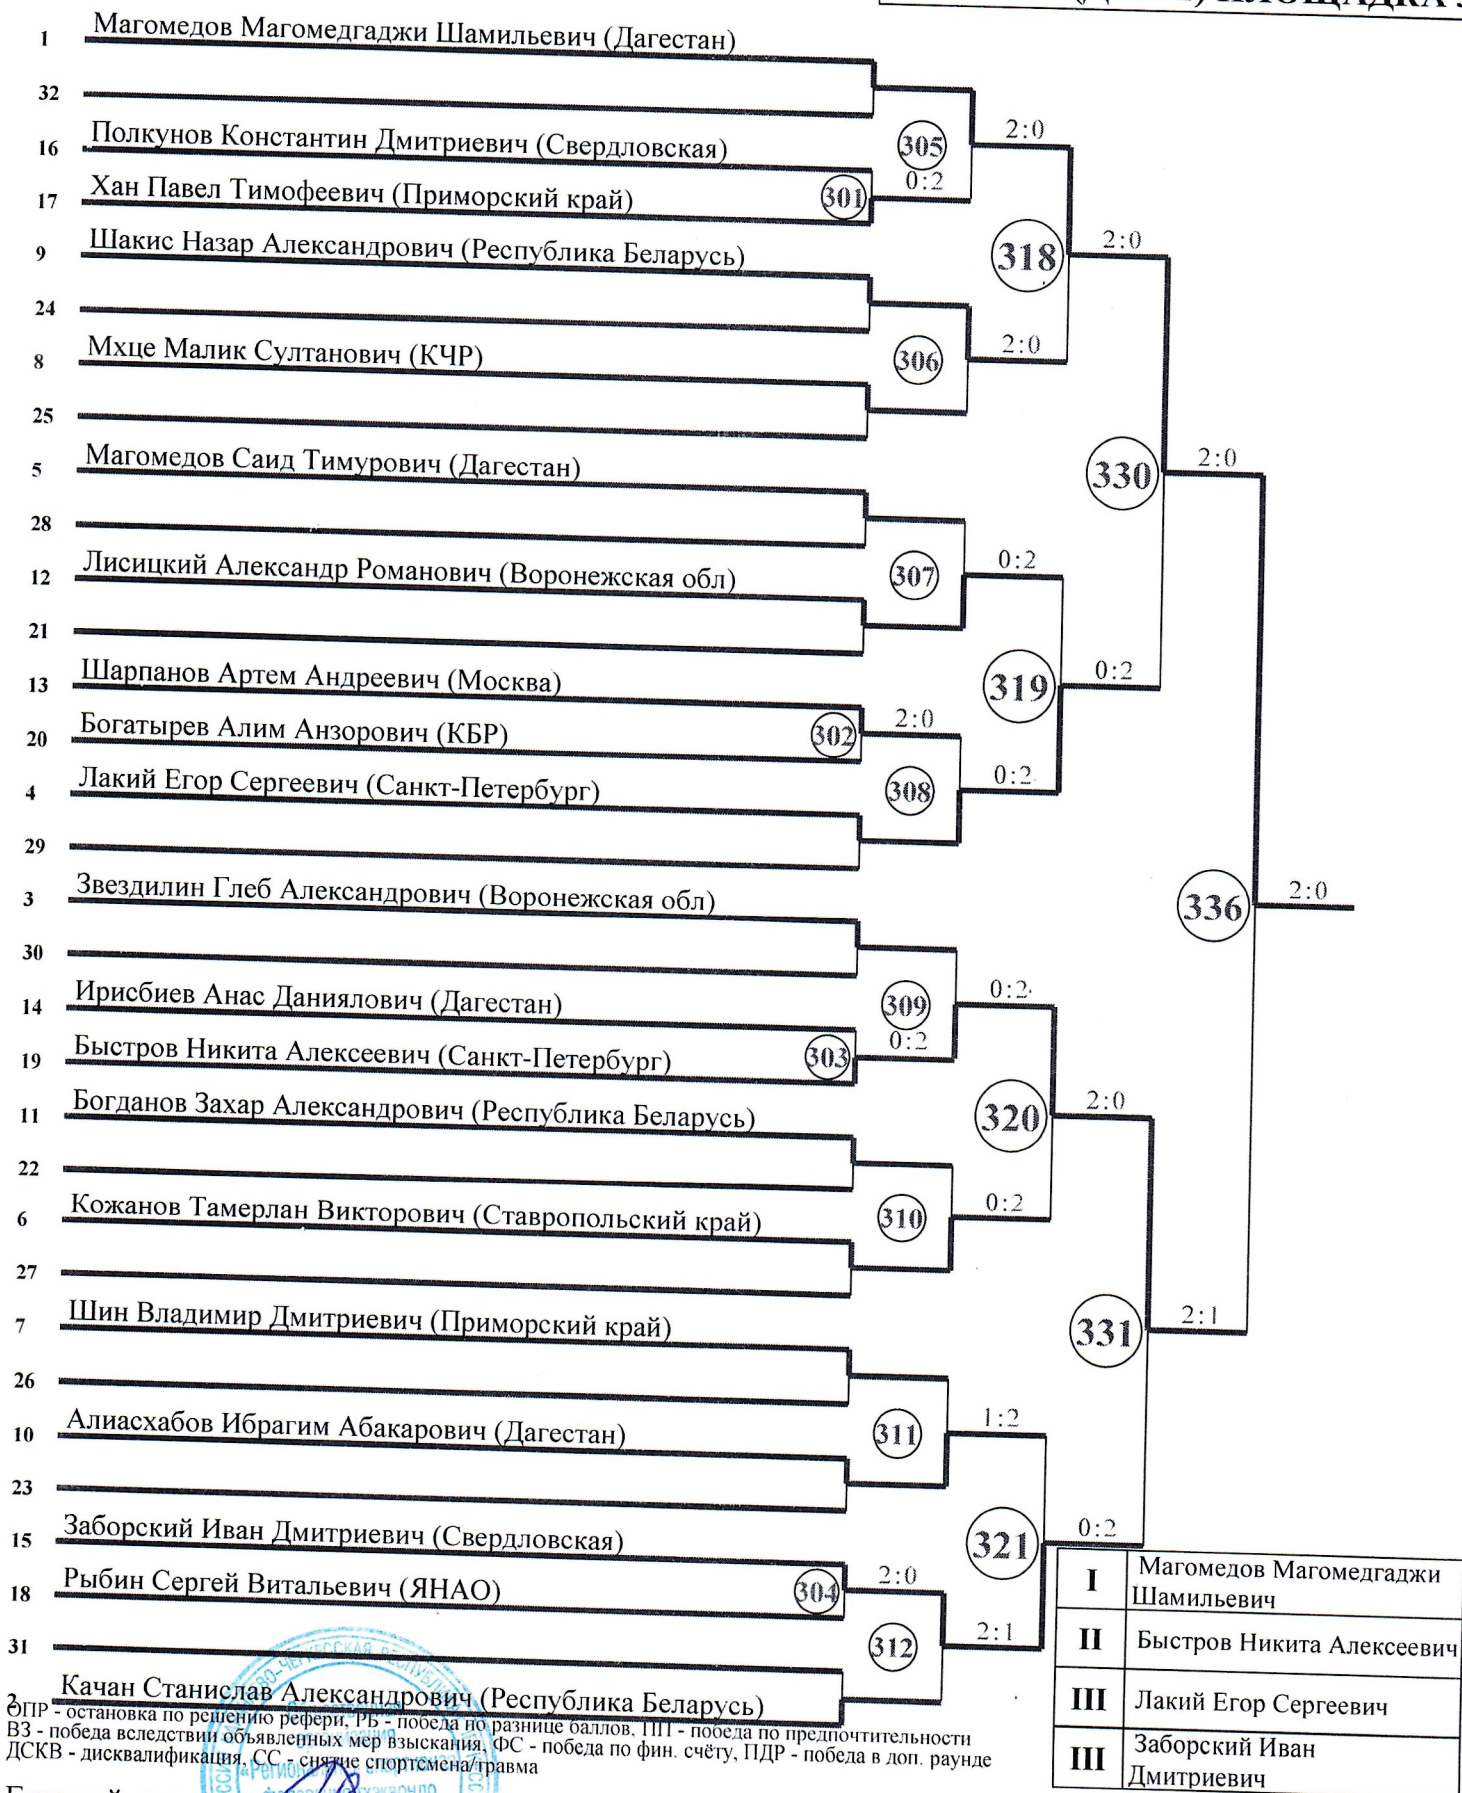 ПЛОЩАДКА
1 Магомедов Магомедгаджи Шамильевич (Дагестан)
32
16 Полкунов Константин Дмитриевич (Свердловская)
305
2:0
17 Хан Павел Тимофеевич (Приморский край)
301
0:2
9 Шакис Назар Александрович (Республика Беларусь)
318
2:0
24
8 Мхце Малик Султанович (КЧР)
306
2:0
25
5 Магомедов Саид Тимурович (Дагестан)
330
2:0
28
12 Лисицкий Александр Романович (Воронежская обл)
307
0:2
21
13 Шарпанов Артем Андреевич (Москва)
319
0:2
20 Богатырев Алим Анзорович (КБР)
302
2:0
4 Лакий Егор Сергеевич (Санкт-Петербург)
308
0:2
29
3 Звездилин Глеб Александрович (Воронежская обл)
336
2:0
30
14 Ирисбиев Анас Даниялович (Дагестан)
309
0:2
19 Быстров Никита Алексеевич (Санкт-Петербург)
303
0:2
11 Богданов Захар Александрович (Республика Беларусь)
320
2:0
22
6 Кожанов Тамерлан Викторович (Ставропольский край)
310
0:2
27
7 Шин Владимир Дмитриевич (Приморский край)
331
2:1
26
10 Алиасхабов Ибрагим Абакарович (Дагестан)
311
1:2
23
15 Заборский Иван Дмитриевич (Свердловская)
321
0:2
18 Рыбин Сергей Витальевич (ЯНАО)
304
2:0
31
312
2:1
2 Качан Станислав Александрович (Республика Беларусь)
I Магомедов Магомедгаджи
Шамильевич
II Быстров Никита Алексеевич
III Лакий Егор Сергеевич
III Заборский Иван
Дмитриевич
ОПР - остановка по решению рефери, РБ - победа по разнице баллов, ПП - победа по предпочтительности
ВЗ - победа вследствии объявленных мер взыскания, ФС - победа по фин. счёту, ПДР - победа в доп. раунде
ДСКВ - дисквалификация, СС - снятие спортсмена/травма